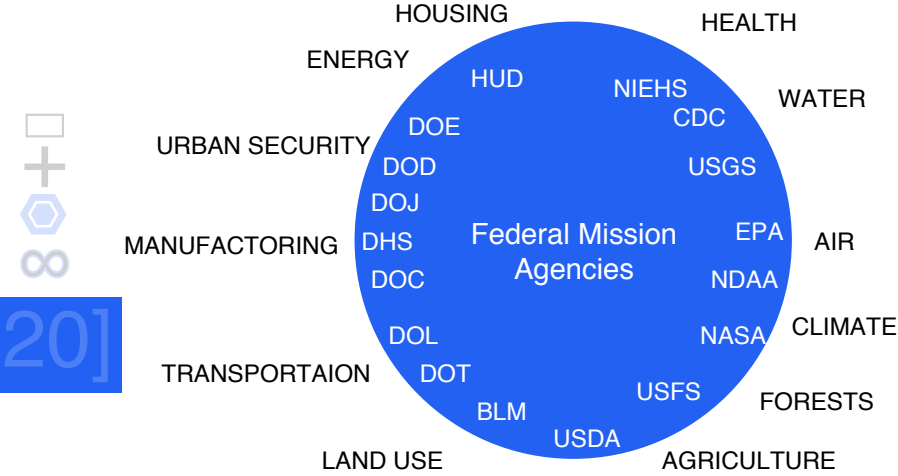 HOUSING
HEALTH
ENERGY
HUD
NIEHS
WATER
CDC
DOE
URBAN SECURITY
DOD
USGS
DOJ
MANUFACTORING
DHS
Federal Mission
Agencies
EPA
AIR
DOC
NDAA
20]
DOL
NASA
CLIMATE
TRANSPORTAION
DOT
USFS
FORESTS
BLM
USDA
LAND USE
AGRICULTURE